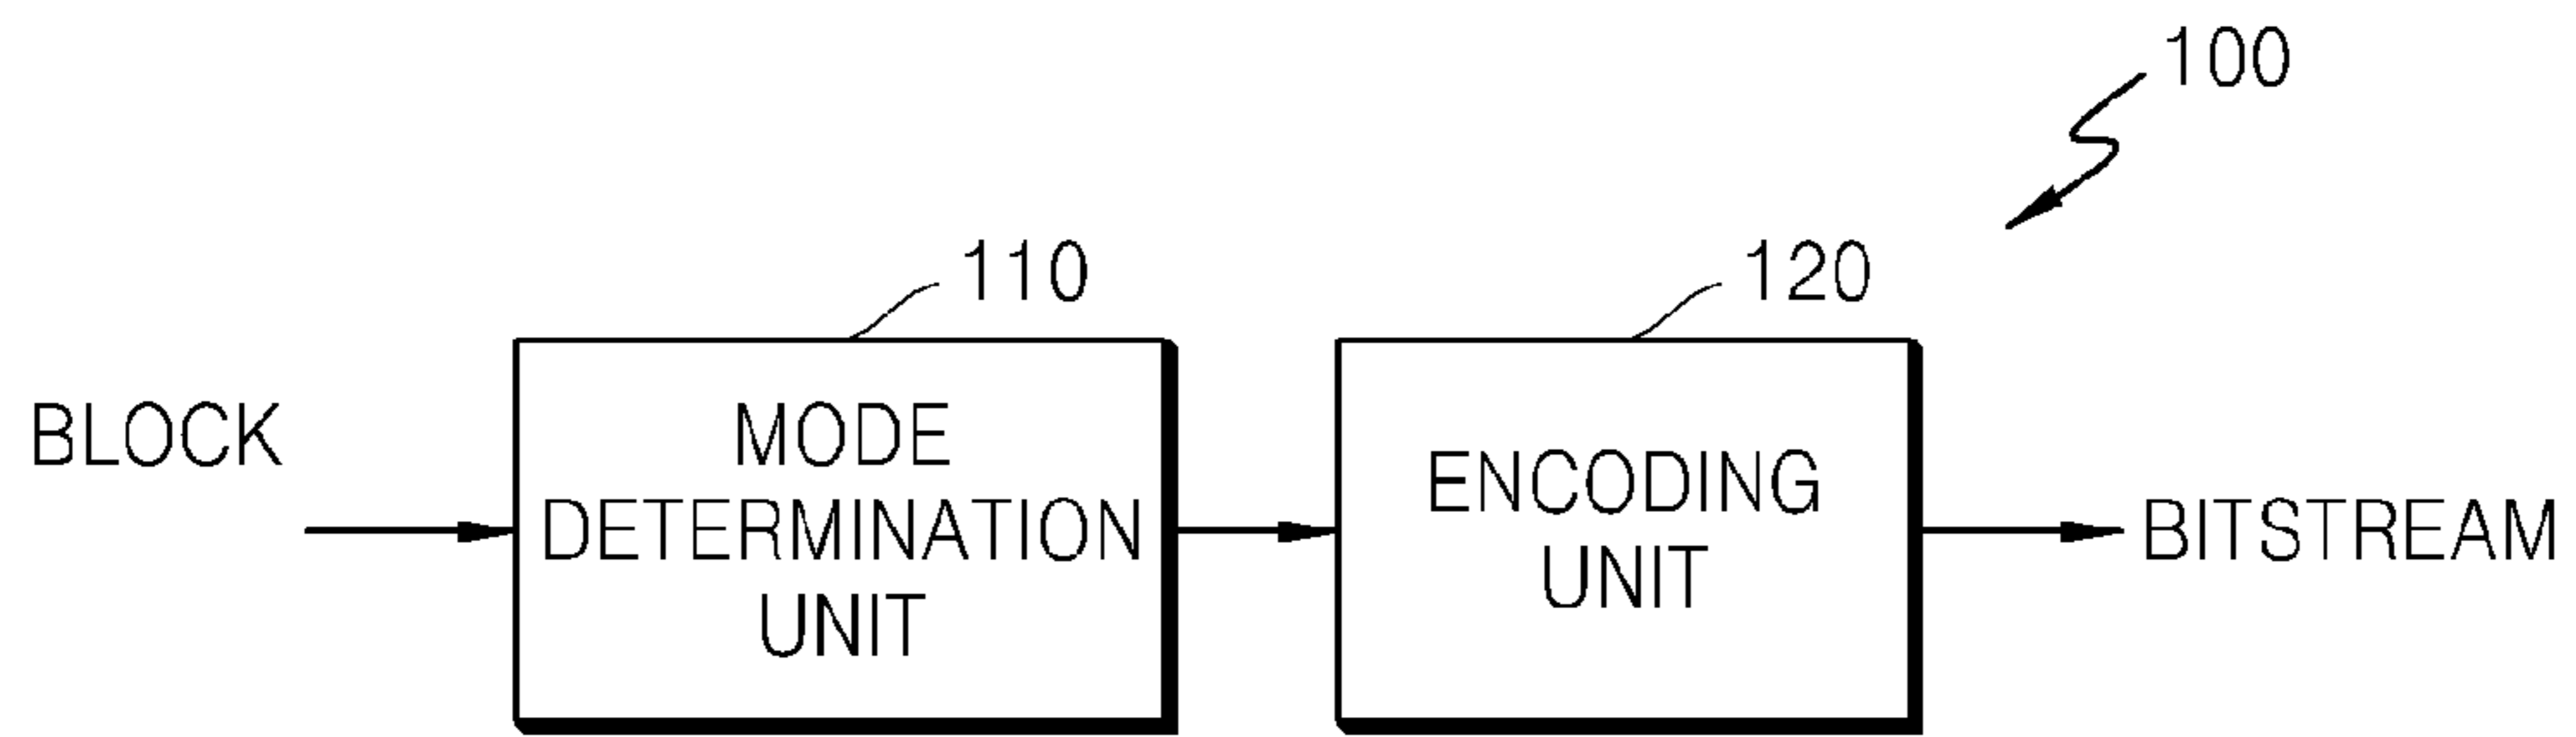 100
110
120
BLOCK
MODE
DETERMINATION
UNIT
ENCODING
UNIT
BITSTREAM